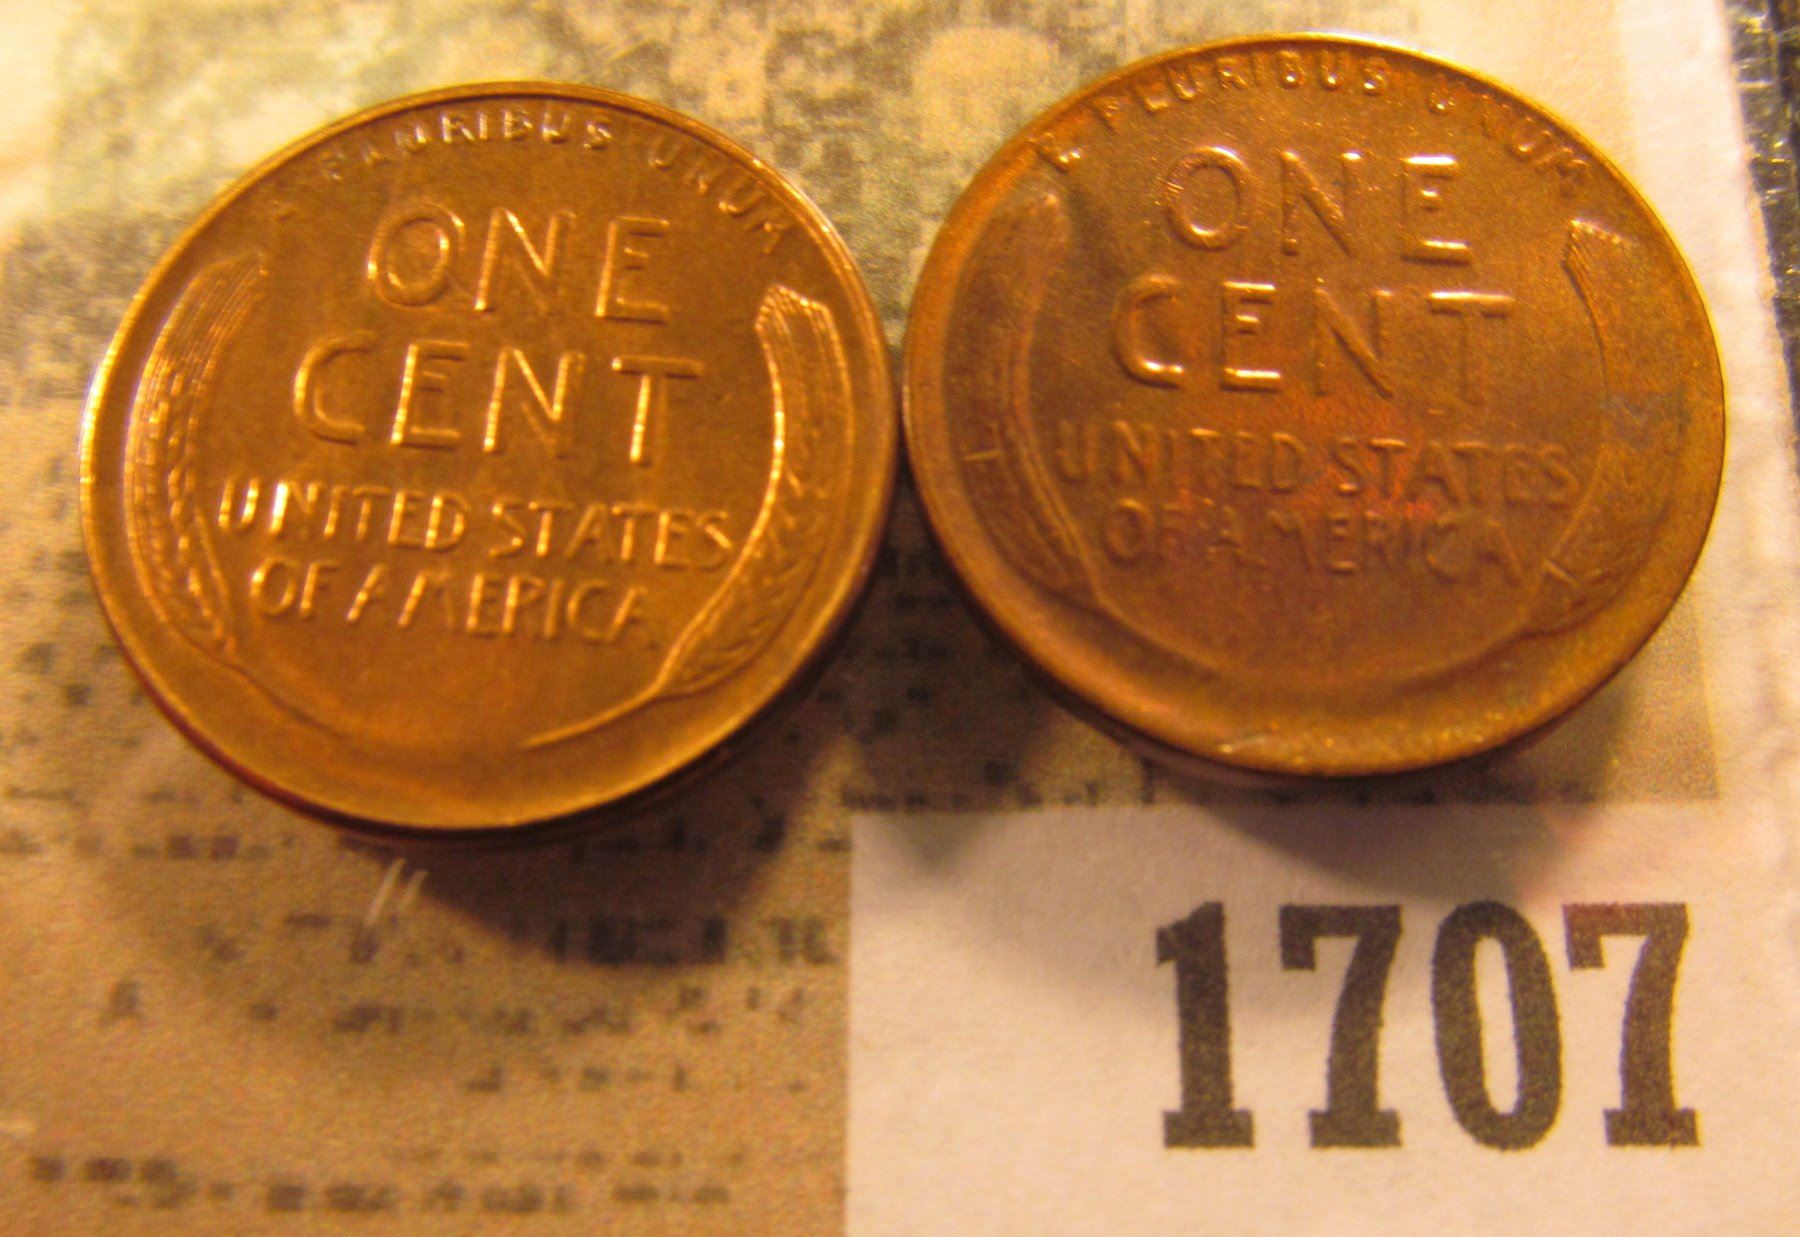 E PLURIBUS UNUM
ONE
CENT
UNITED STATES
OF AMERICA
E PLURIBUS UNUM
ONE
CENT
UNITED STATES
OF AMERICA
1707